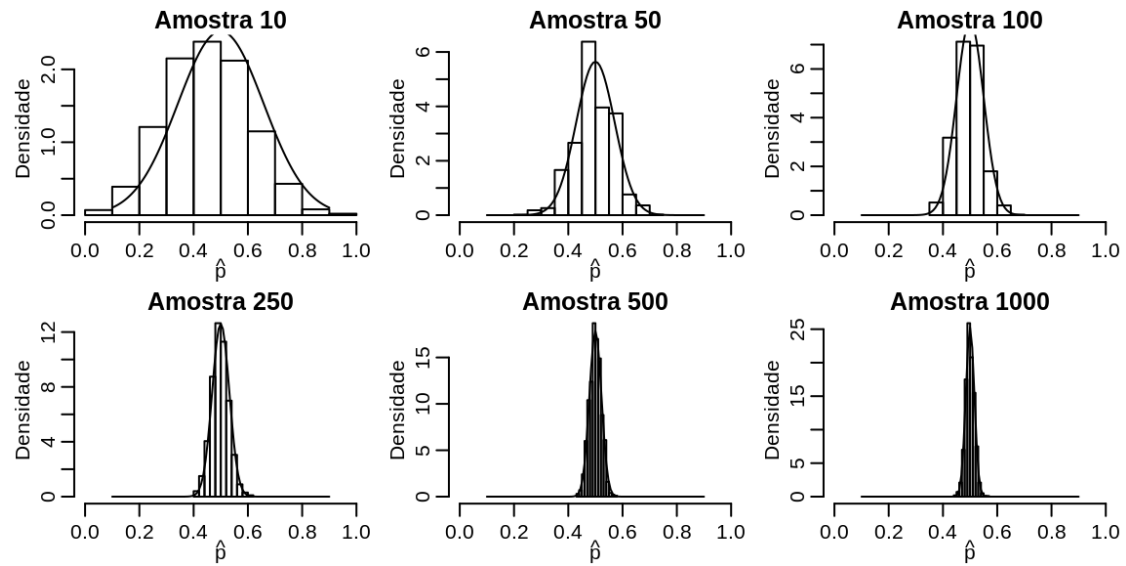 Amostra 10
Densidade
0.0 1.0 2.0
0.0 0.2 0.4 0.6 0.8 1.0
p̂
Amostra 50
Densidade
0 2 4 6
0.0 0.2 0.4 0.6 0.8 1.0
p̂
Amostra 100
Densidade
0 2 4 6
0.0 0.2 0.4 0.6 0.8 1.0
p̂
Amostra 250
Densidade
0 4 8 12
0.0 0.2 0.4 0.6 0.8 1.0
p̂
Amostra 500
Densidade
0 5 10 15
0.0 0.2 0.4 0.6 0.8 1.0
p̂
Amostra 1000
Densidade
0 5 15 25
0.0 0.2 0.4 0.6 0.8 1.0
p̂